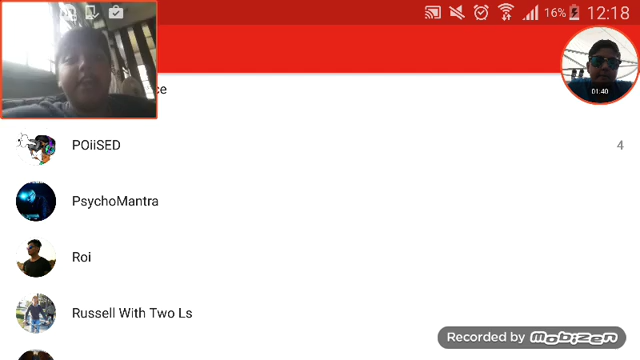 16% 12:18
ce
01:40
POiiSED 4
PsychoMantra
Roi
Russell With Two Ls
Recorded by mobizen